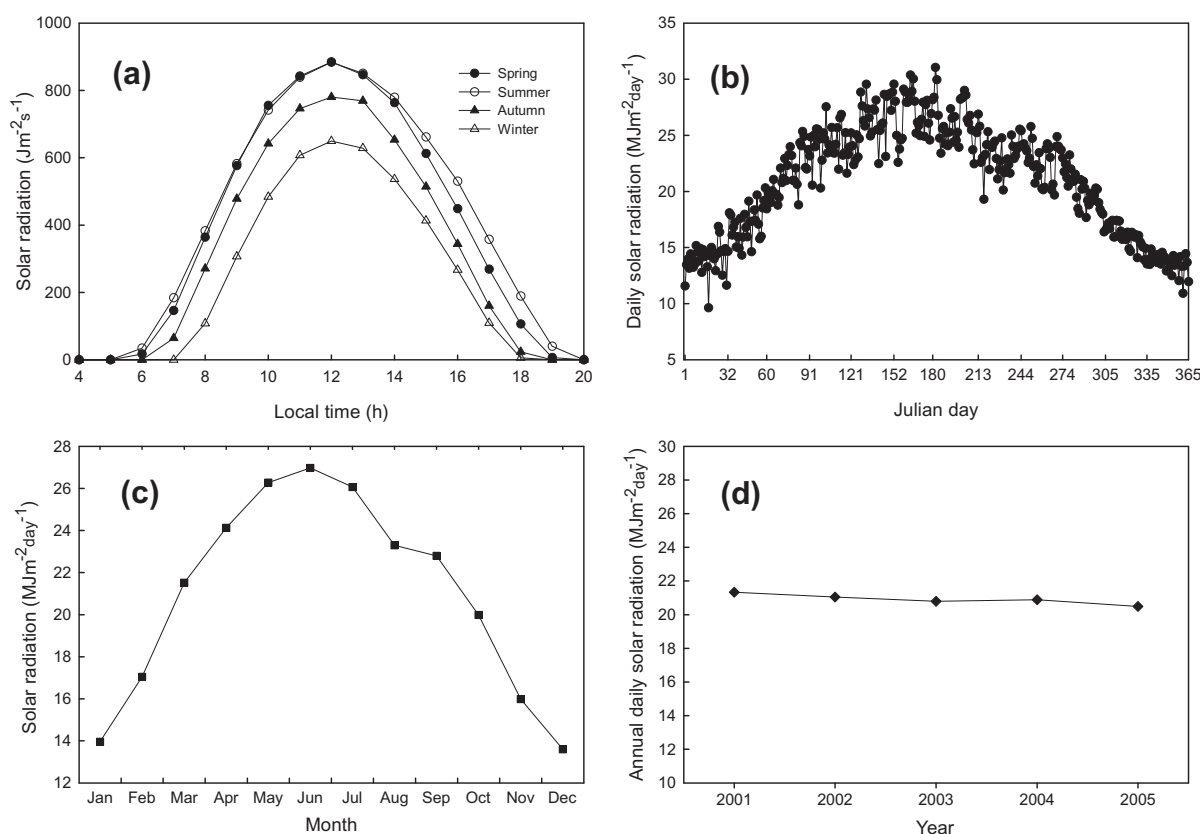 (a)
Solar radiation (Jm-2s-1)
1000
800
600
400
200
0
Spring
Summer
Autumn
Winter
4 6 8 10 12 14 16 18 20
Local time (h)
(b)
Daily solar radiation (MJm-2day-1)
35
30
25
20
15
10
5
1 32 60 91 121 152 180 213 244 274 305 335 365
Julian day
(c)
Solar radiation (MJm-2day-1)
28
26
24
22
20
18
16
14
12
Jan Feb Mar Apr May Jun Jul Aug Sep Oct Nov Dec
Month
(d)
Annual daily solar radiation (MJm-2day-1)
30
28
26
24
22
20
18
16
14
12
10
2001 2002 2003 2004 2005
Year